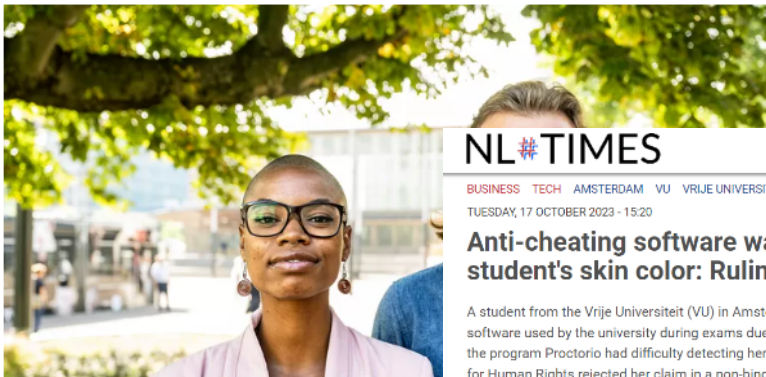 NL#TIMES
BUSINESS TECH AMSTERDAM VU VRIJE
TUESDAY, 17 OCTOBER 2023 - 15:20
Anti-cheating software
student's skin color:
A student from the Vrije Universiteit (VU) in
software used by the university during exams
the program Proctorio had difficulty detecting her
for Human Rights rejected her claim in a